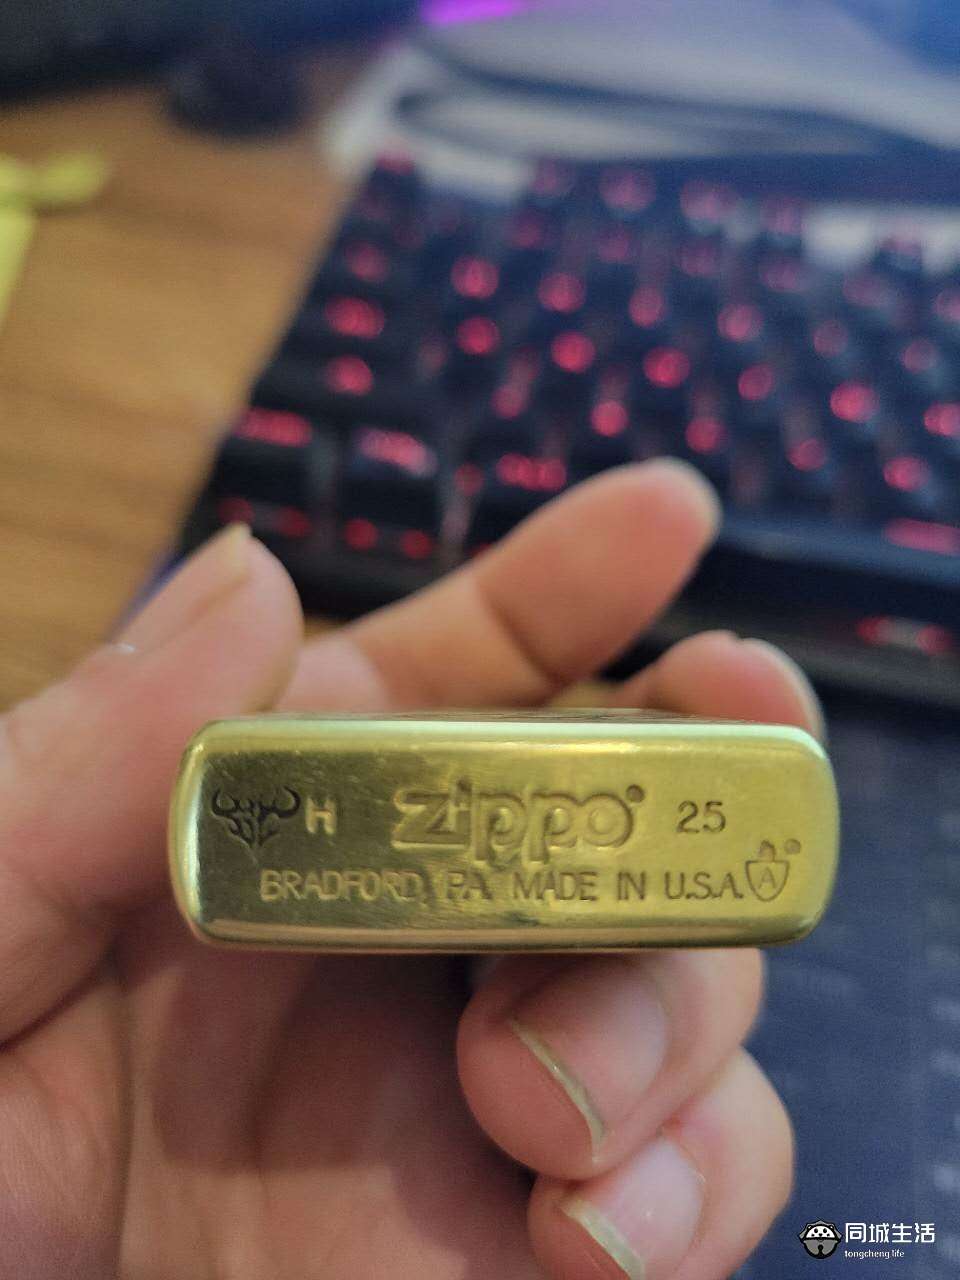 H zippo 25
BRADFORD, PA. MADE IN U.S.A. A
同城生活
tongcheng.life